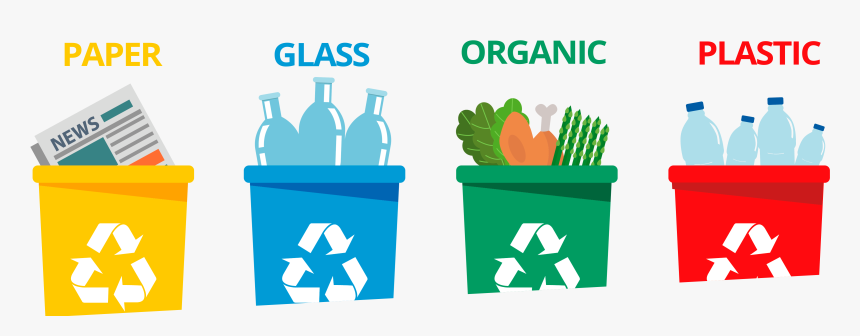 PAPER
GLASS
ORGANIC
PLASTIC
NEWS